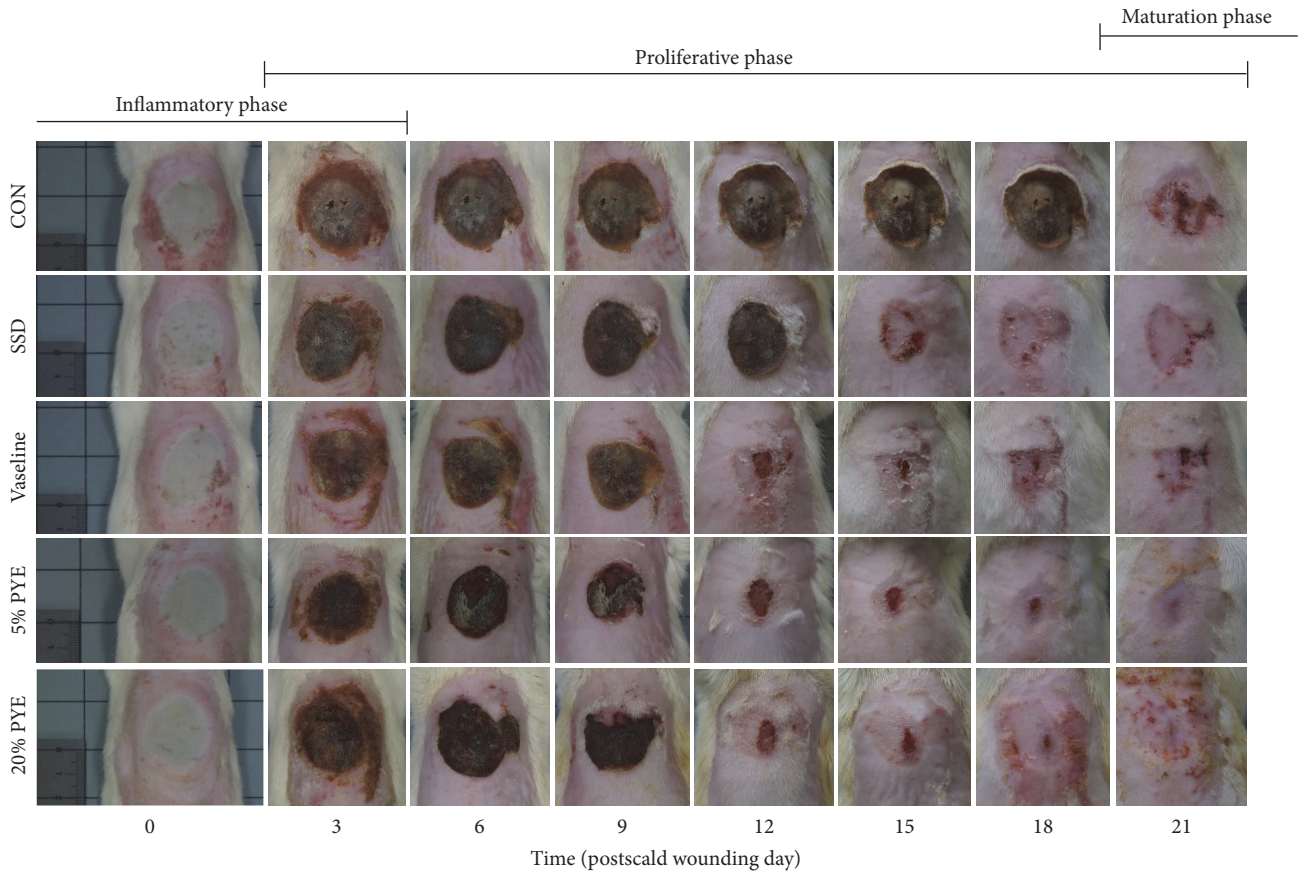 Maturation phase
Proliferative phase
Inflammatory phase
CON
SSD
Vaseline
5% PYE
20% PYE
0 3 6 9 12 15 18 21
Time (postscald wounding day)